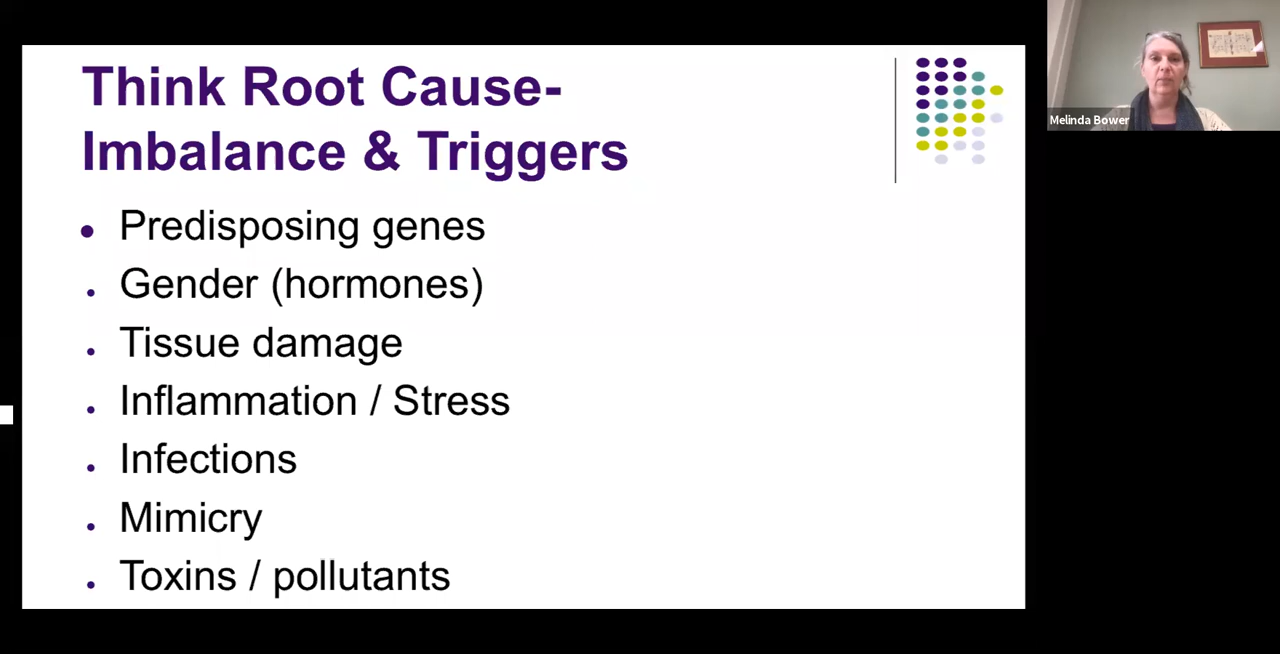 Think Root Cause-
Imbalance & Triggers
Predisposing genes
Gender (hormones)
Tissue damage
Inflammation / Stress
Infections
Mimicry
Toxins / pollutants
Melinda Bower